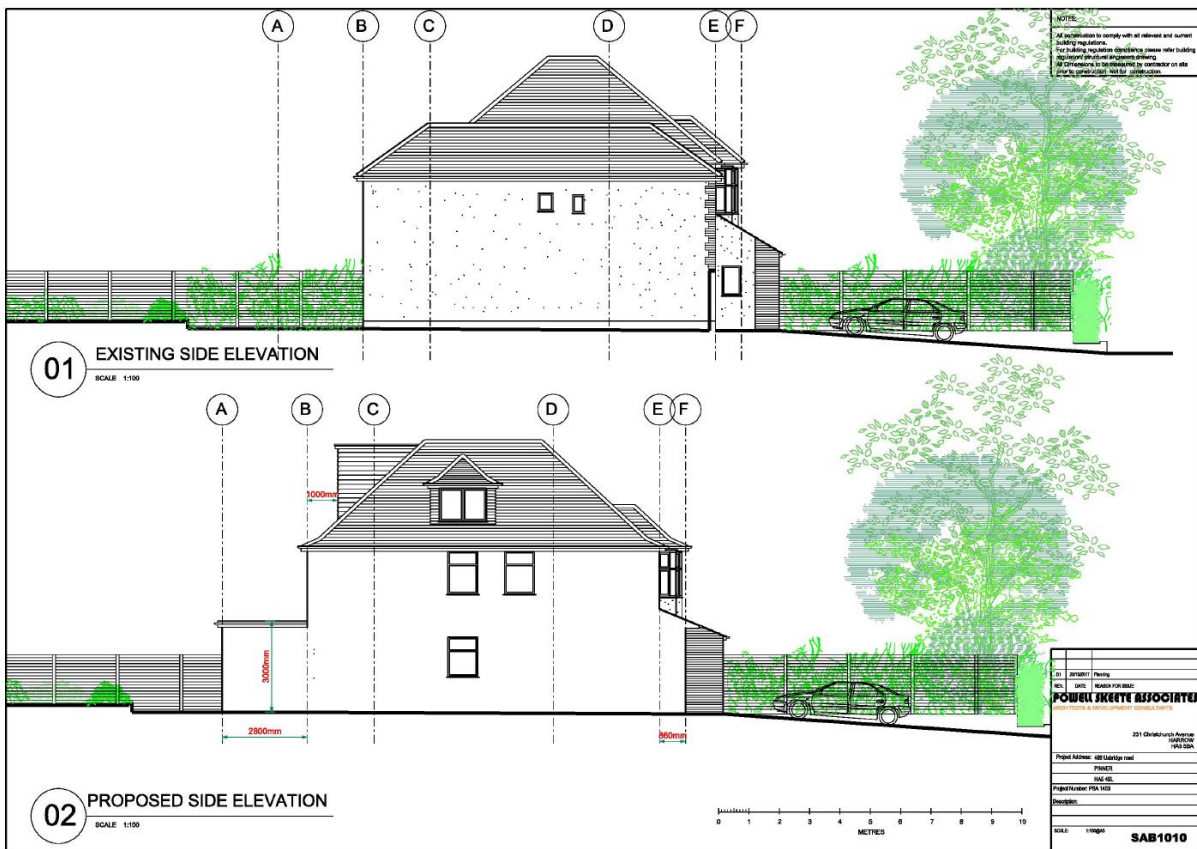 A B C D E F
NOTES:
All construction to comply with all relevant and current
building regulations.
For building regulation compliance please refer building
regulation/ structural engineers drawing.
All Dimensions to be measured by contractor on site
prior to construction. Not for construction.
01 EXISTING SIDE ELEVATION
SCALE 1:100
A B C D E F
1000mm
3000mm
2800mm
860mm
02 PROPOSED SIDE ELEVATION
SCALE 1:100
0 1 2 3 4 5 6 7 8 9 10
METRES
01 Planning
REV. DATE REASON FOR ISSUE
POWELL SKEETE ASSOCIATES
ARCHITECTS & DEVELOPMENT CONSULTANTS
231 Christchurch Avenue
HARROW
Project Address: Uxbridge road
PINNER
Project Number: PSA
Description:
SCALE: 1:100@A3
SAB1010